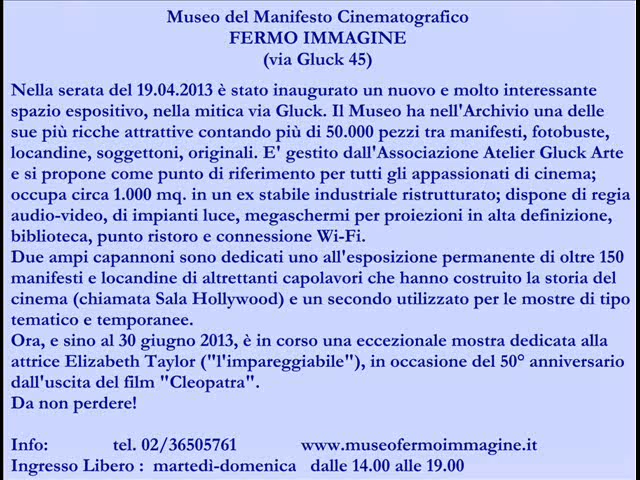 Museo del Manifesto Cinematografico
FERMO IMMAGINE
(via Gluck 45)
Nella serata del 19.04.2013 è stato inaugurato un nuovo e molto interessante
spazio espositivo, nella mitica via Gluck. Il Museo ha nell'Archivio una delle
sue più ricche attrattive contando più di 50.000 pezzi tra manifesti, fotobuste,
locandine, soggettoni, originali. E' gestito dall'Associazione Atelier Gluck Arte
e si propone come punto di riferimento per tutti gli appassionati di cinema;
occupa circa 1.000 mq. in un ex stabile industriale ristrutturato; dispone di regia
audio-video, di impianti luce, megaschermi per proiezioni in alta definizione,
biblioteca, punto ristoro e connessione Wi-Fi.
Due ampi capannoni sono dedicati uno all'esposizione permanente di oltre 150
manifesti e locandine di altrettanti capolavori che hanno costruito la storia del
cinema (chiamata Sala Hollywood) e un secondo utilizzato per le mostre di tipo
tematico e temporanee.
Ora, e sino al 30 giugno 2013, è in corso una eccezionale mostra dedicata alla
attrice Elizabeth Taylor ("l'impareggiabile"), in occasione del 50° anniversario
dall'uscita del film "Cleopatra".
Da non perdere!
Info: tel. 02/36505761 www.museofermoimmagine.it
Ingresso Libero : martedì-domenica dalle 14.00 alle 19.00